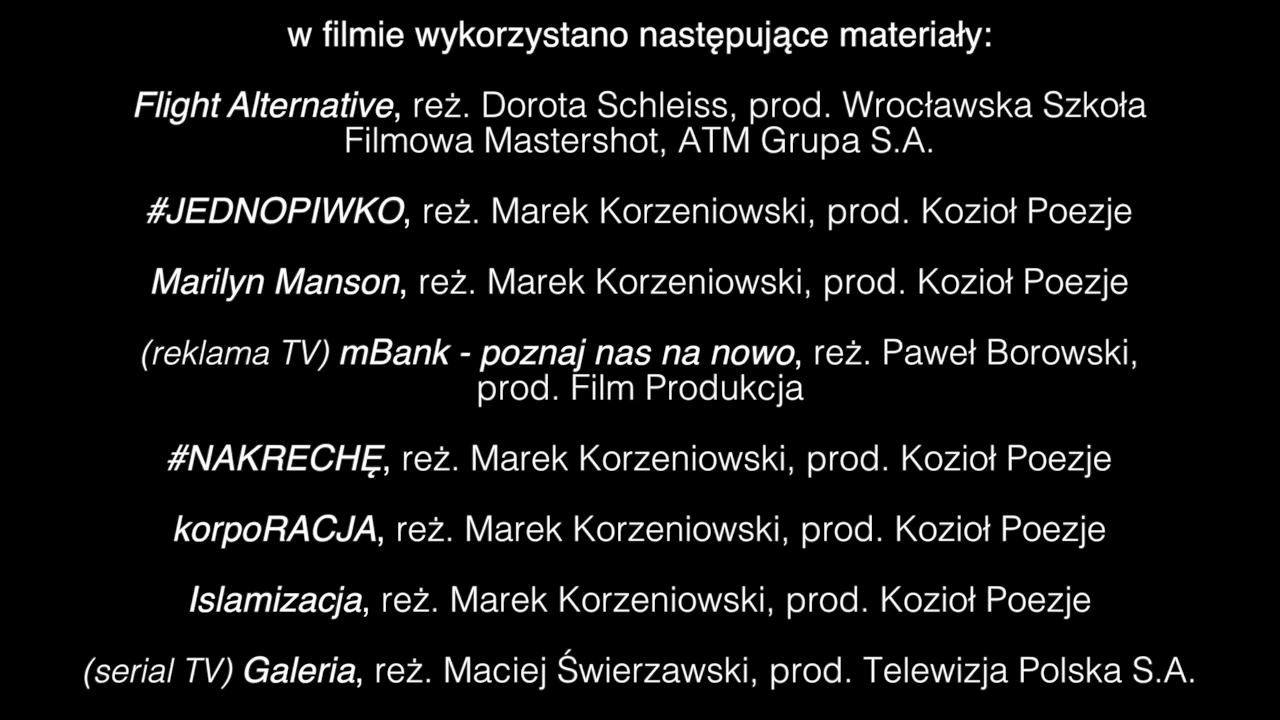 w filmie wykorzystano następujące materiały:
Flight Alternative, reż. Dorota Schleiss, prod. Wrocławska Szkoła
Filmowa Mastershot, ATM Grupa S.A.
#JEDNOPIWKO, reż. Marek Korzeniowski, prod. Kozioł Poezje
Marilyn Manson, reż. Marek Korzeniowski, prod. Kozioł Poezje
(reklama TV) mBank - poznaj nas na nowo, reż. Paweł Borowski,
prod. Film Produkcja
#NAKRECHĘ, reż. Marek Korzeniowski, prod. Kozioł Poezje
korpoRACJA, reż. Marek Korzeniowski, prod. Kozioł Poezje
Islamizacja, reż. Marek Korzeniowski, prod. Kozioł Poezje
(serial TV) Galeria, reż. Maciej Świerzawski, prod. Telewizja Polska S.A.